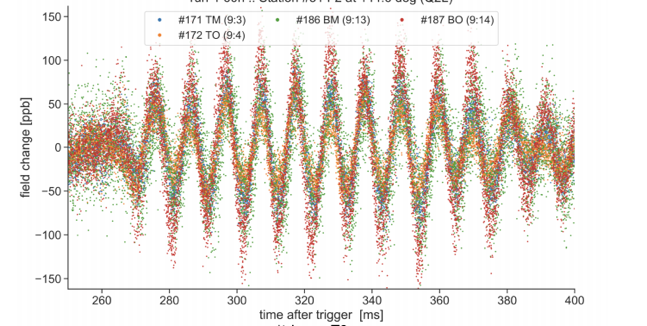 #171 TM (9:3) #186 BM (9:13) #187 BO (9:14)
#172 TO (9:4)
field change [ppb]
150
100
50
0
−50
−100
−150
260 280 300 320 340 360 380 400
time after trigger [ms]